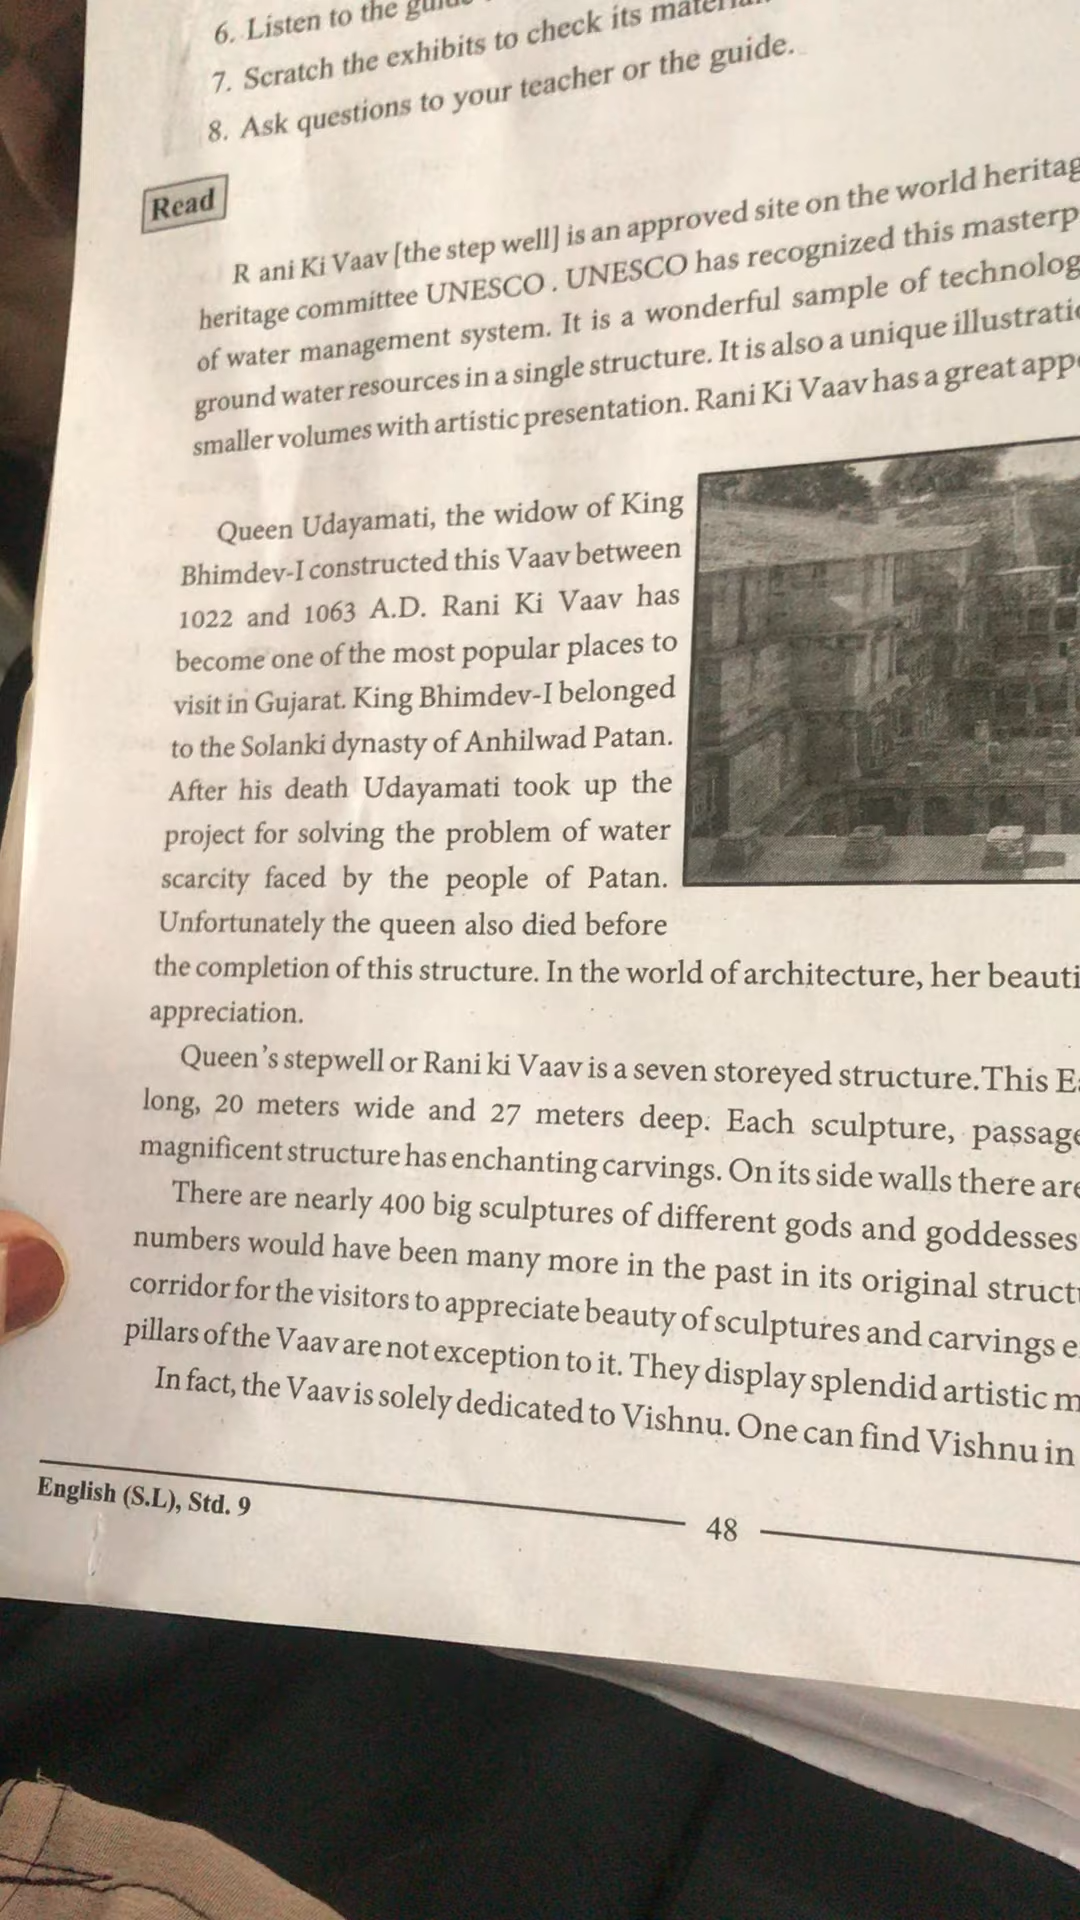 6. Listen to the
7. Scratch the exhibits to check its
8. Ask questions to your teacher or the guide.
Read
R ani Ki Vaav [the step well] is an approved site on the world
heritage committee UNESCO . UNESCO has recognized this
of water management system. It is a wonderful sample of
ground water resources in a single structure. It is also a unique
smaller volumes with artistic presentation. Rani Ki Vaav has a great
Queen Udayamati, the widow of King
Bhimdev-I constructed this Vaav between
1022 and 1063 A.D. Rani Ki Vaav has
become one of the most popular places to
visit in Gujarat. King Bhimdev-I belonged
to the Solanki dynasty of Anhilwad Patan.
After his death Udayamati took up the
project for solving the problem of water
scarcity faced by the people of Patan.
Unfortunately the queen also died before
the completion of this structure. In the world of architecture, her
appreciation.
Queen's stepwell or Rani ki Vaav is a seven storeyed structure.This
long, 20 meters wide and 27 meters deep. Each sculpture,
magnificent structure has enchanting carvings. On its side walls there are
There are nearly 400 big sculptures of different gods and goddesses
numbers would have been many more in the past in its original
corridor for the visitors to appreciate beauty of sculptures and carvings
pillars of the Vaav are not exception to it. They display splendid artistic
In fact, the Vaav is solely dedicated to Vishnu. One can find Vishnu in
English (S.L), Std. 9
48